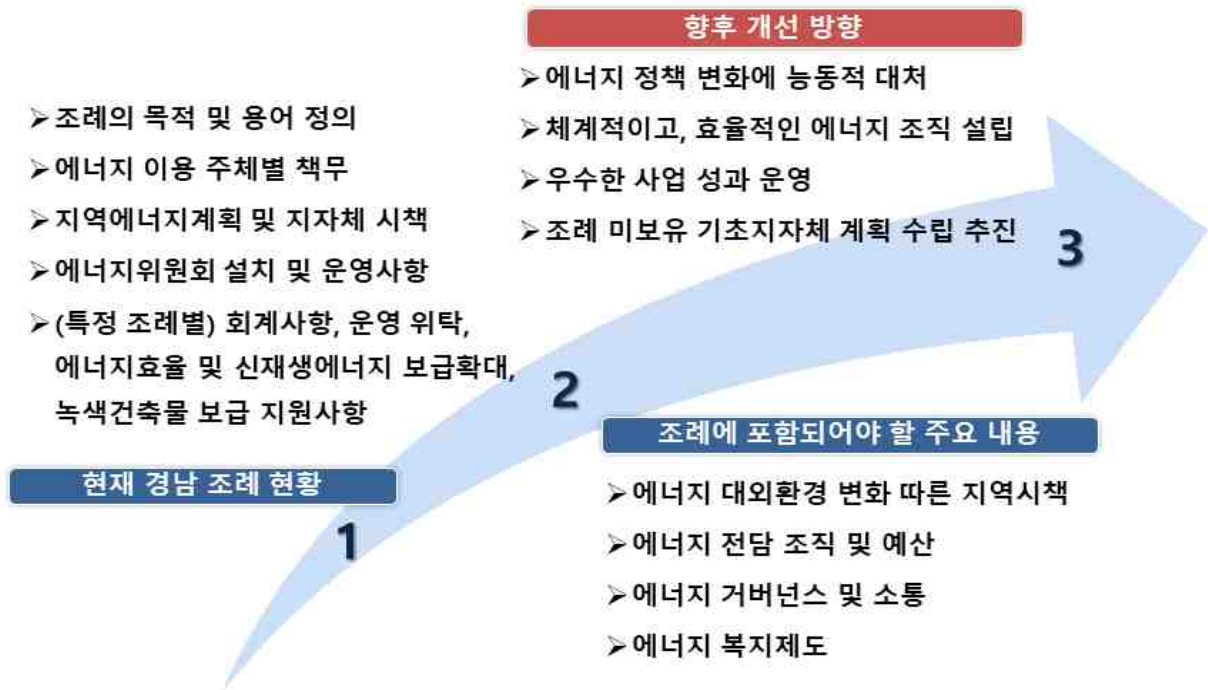 향후 개선 방향
➢에너지 정책 변화에 능동적 대처
➢체계적이고, 효율적인 에너지 조직 설립
➢우수한 사업 성과 운영
➢조례 미보유 기초지자체 계획 수립 추진
3
➢조례의 목적 및 용어 정의
➢에너지 이용 주체별 책무
➢지역에너지계획 및 지자체 시책
➢에너지위원회 설치 및 운영사항
➢(특정 조례별) 회계사항, 운영 위탁,
에너지효율 및 신재생에너지 보급확대,
녹색건축물 보급 지원사항
2
현재 경남 조례 현황
1
조례에 포함되어야 할 주요 내용
➢에너지 대외환경 변화 따른 지역시책
➢에너지 전담 조직 및 예산
➢에너지 거버넌스 및 소통
➢에너지 복지제도